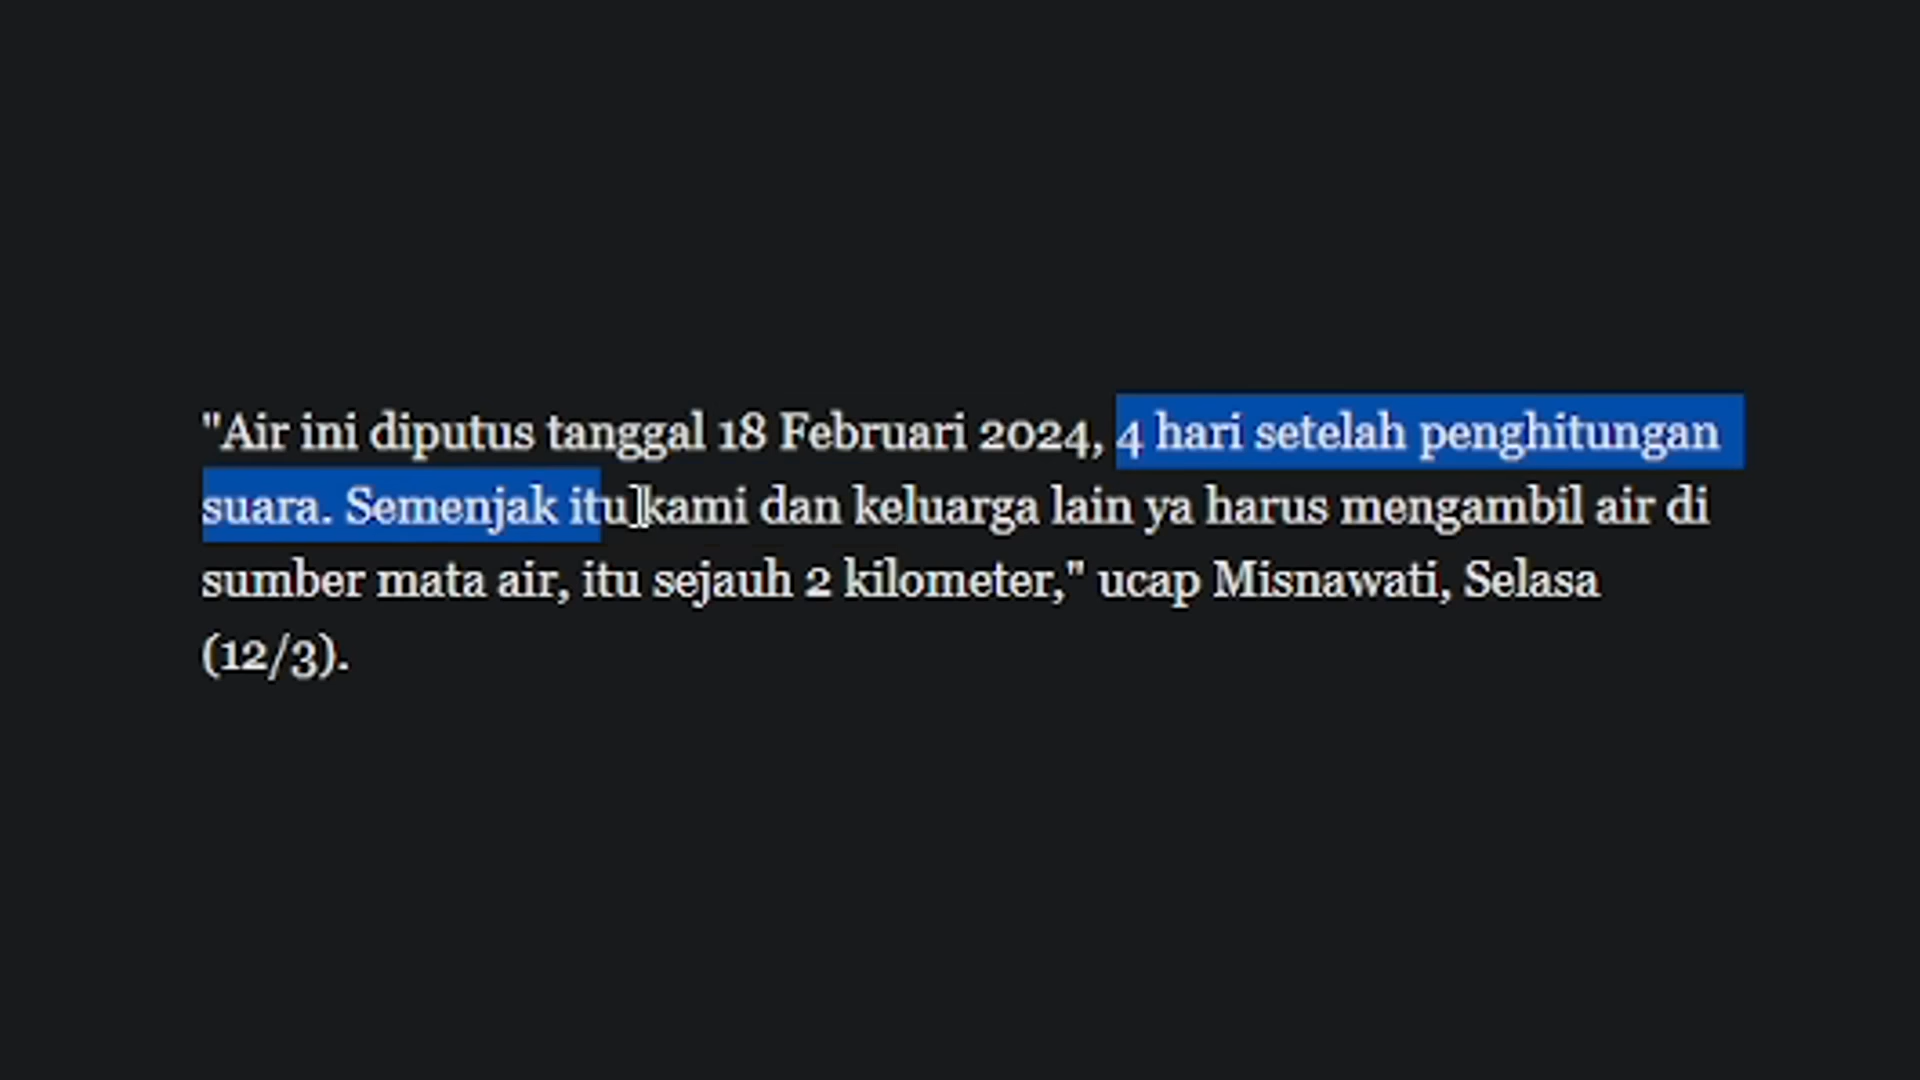 "Air ini diputus tanggal 18 Februari 2024, 4 hari setelah penghitungan
suara. Semenjak itu kami dan keluarga lain ya harus mengambil air di
sumber mata air, itu sejauh 2 kilometer," ucap Misnawati, Selasa
(12/3).